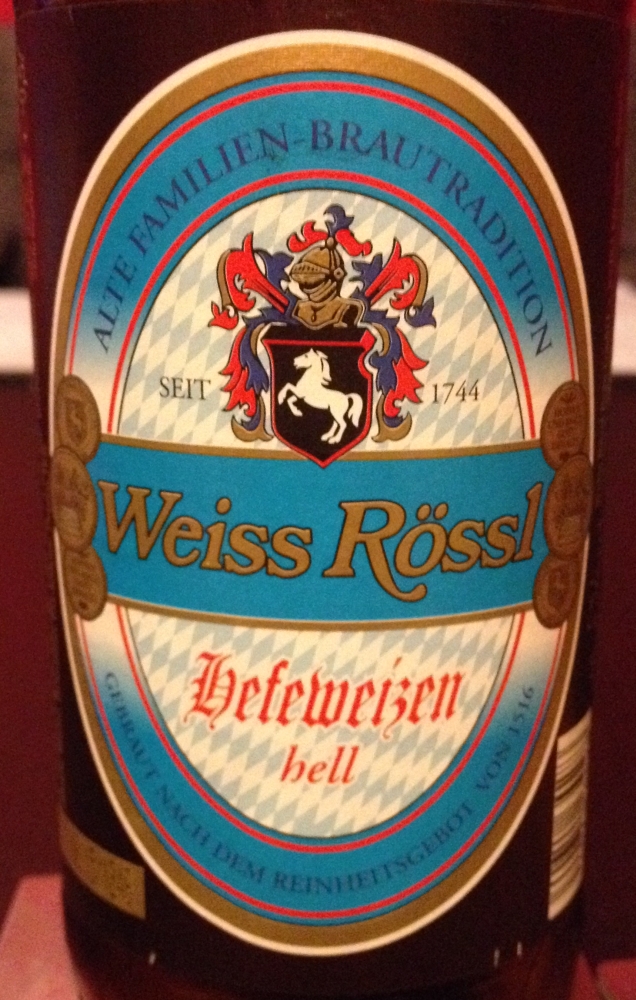 ALTE FAMILIEN-BRAUTRADITION
SEIT 1744
Weiss Rössl
Hefeweizen
hell
GEBRAUT NACH DEM REINHEITSGEBOT VON 1516